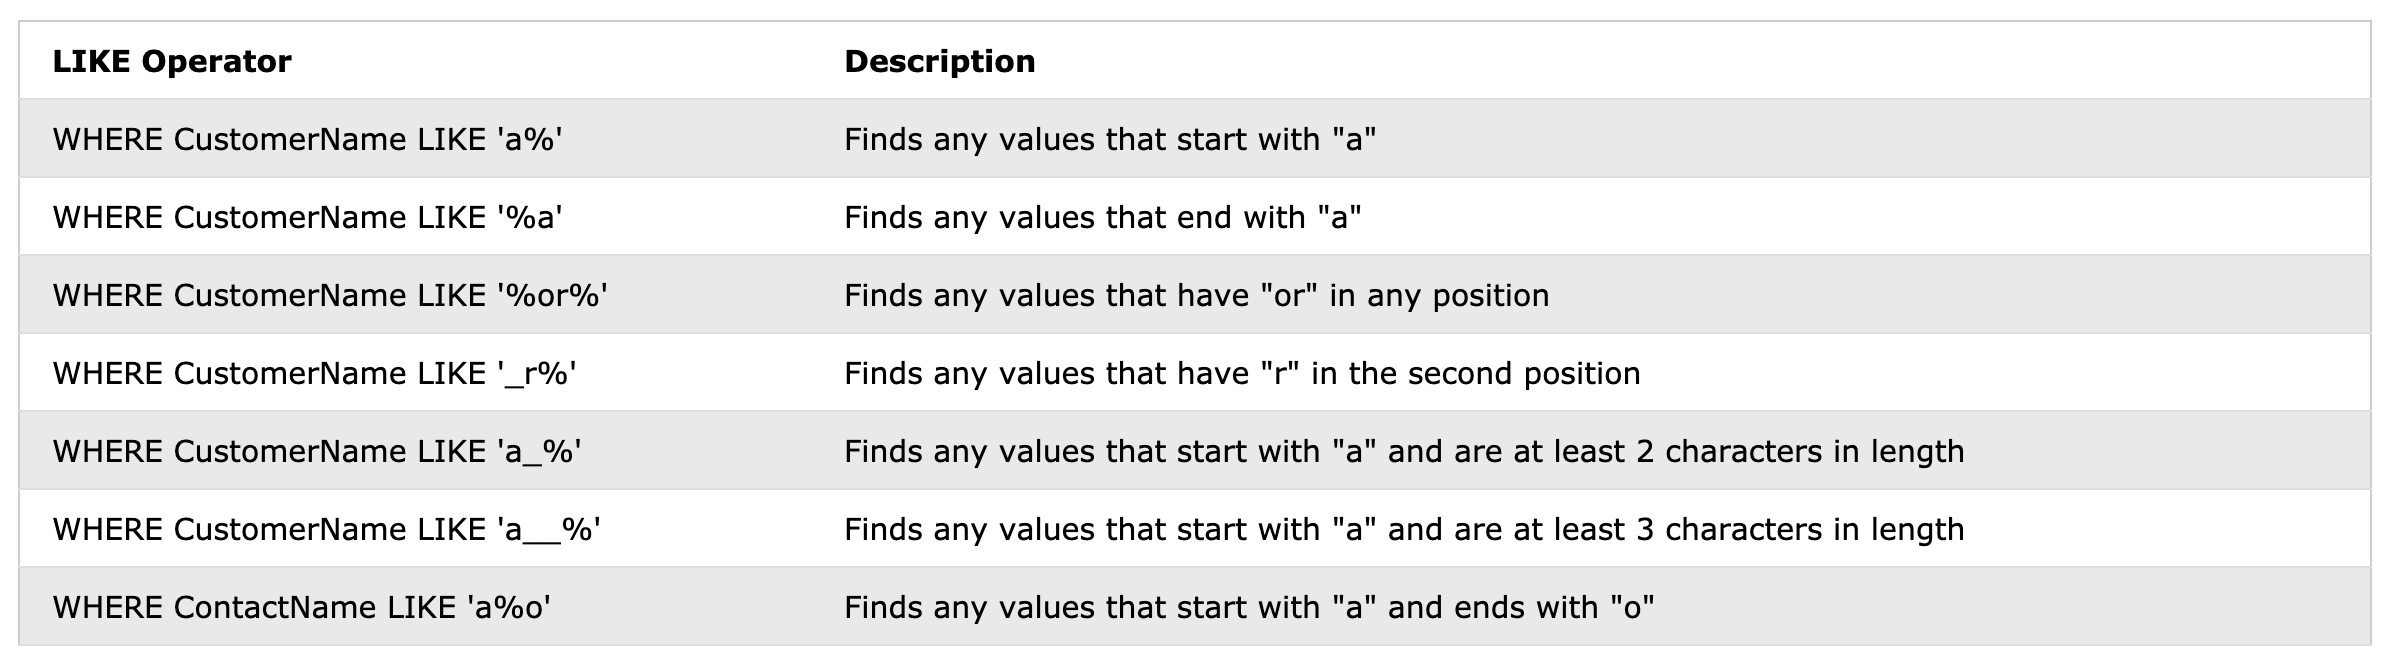 LIKE Operator Description
WHERE CustomerName LIKE 'a%' Finds any values that start with "a"
WHERE CustomerName LIKE '%a' Finds any values that end with "a"
WHERE CustomerName LIKE '%or%' Finds any values that have "or" in any position
WHERE CustomerName LIKE '_r%' Finds any values that have "r" in the second position
WHERE CustomerName LIKE 'a_%' Finds any values that start with "a" and are at least 2 characters in length
WHERE CustomerName LIKE 'a__%' Finds any values that start with "a" and are at least 3 characters in length
WHERE ContactName LIKE 'a%o' Finds any values that start with "a" and ends with "o"